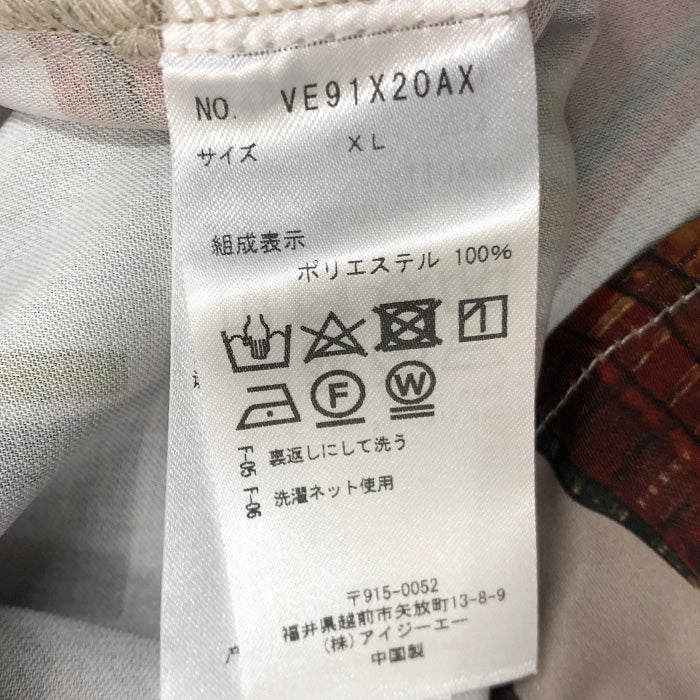 NO. VE91X20AX
サイズ XL
組成表示
ポリエステル 100%
F
W
F-05 裏返しにして洗う
F-06 洗濯ネット使用
〒915-0052
福井県越前市矢放町13-8-9
(株)アイジーエー
中国製